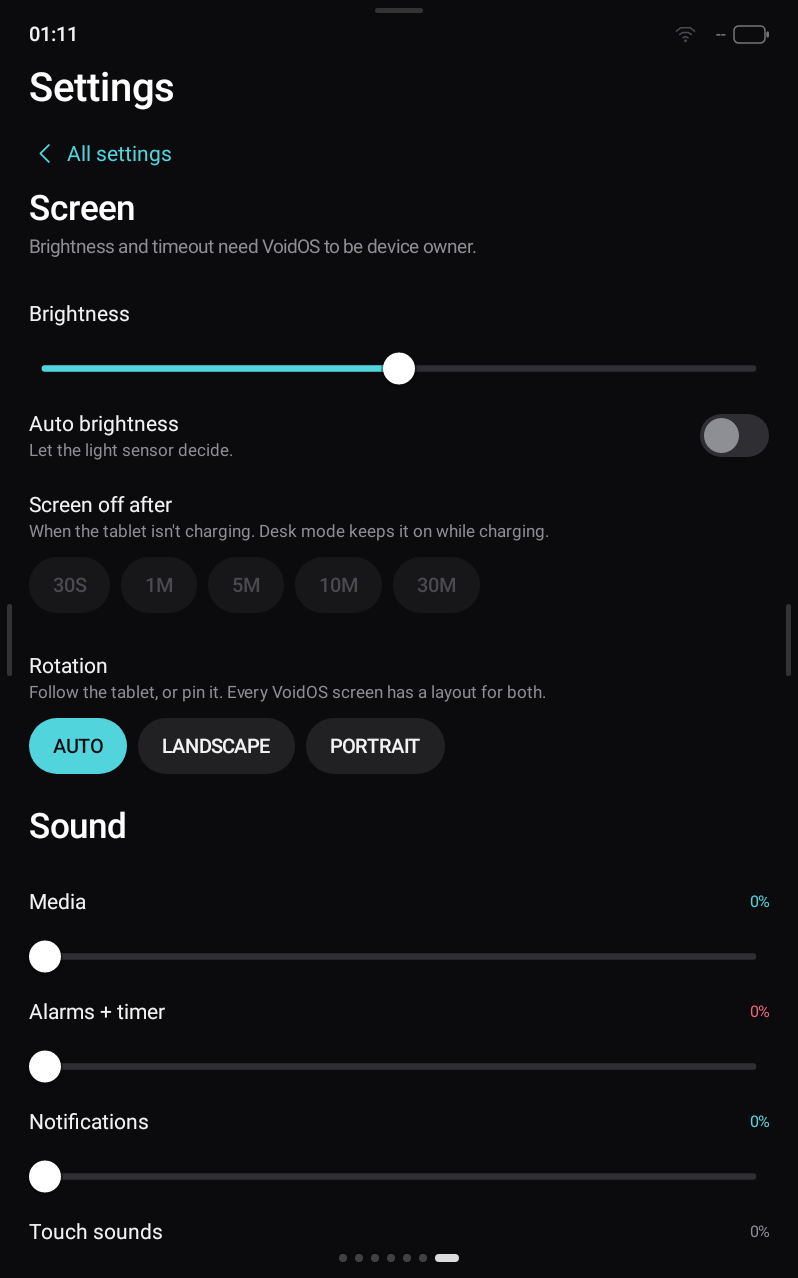 01:11
--
Settings
All settings
Screen
Brightness and timeout need VoidOS to be device owner.
Brightness
Auto brightness
Let the light sensor decide.
Screen off after
When the tablet isn't charging. Desk mode keeps it on while charging.
30S 1M 5M 10M 30M
Rotation
Follow the tablet, or pin it. Every VoidOS screen has a layout for both.
AUTO LANDSCAPE PORTRAIT
Sound
Media 0%
Alarms + timer 0%
Notifications 0%
Touch sounds 0%